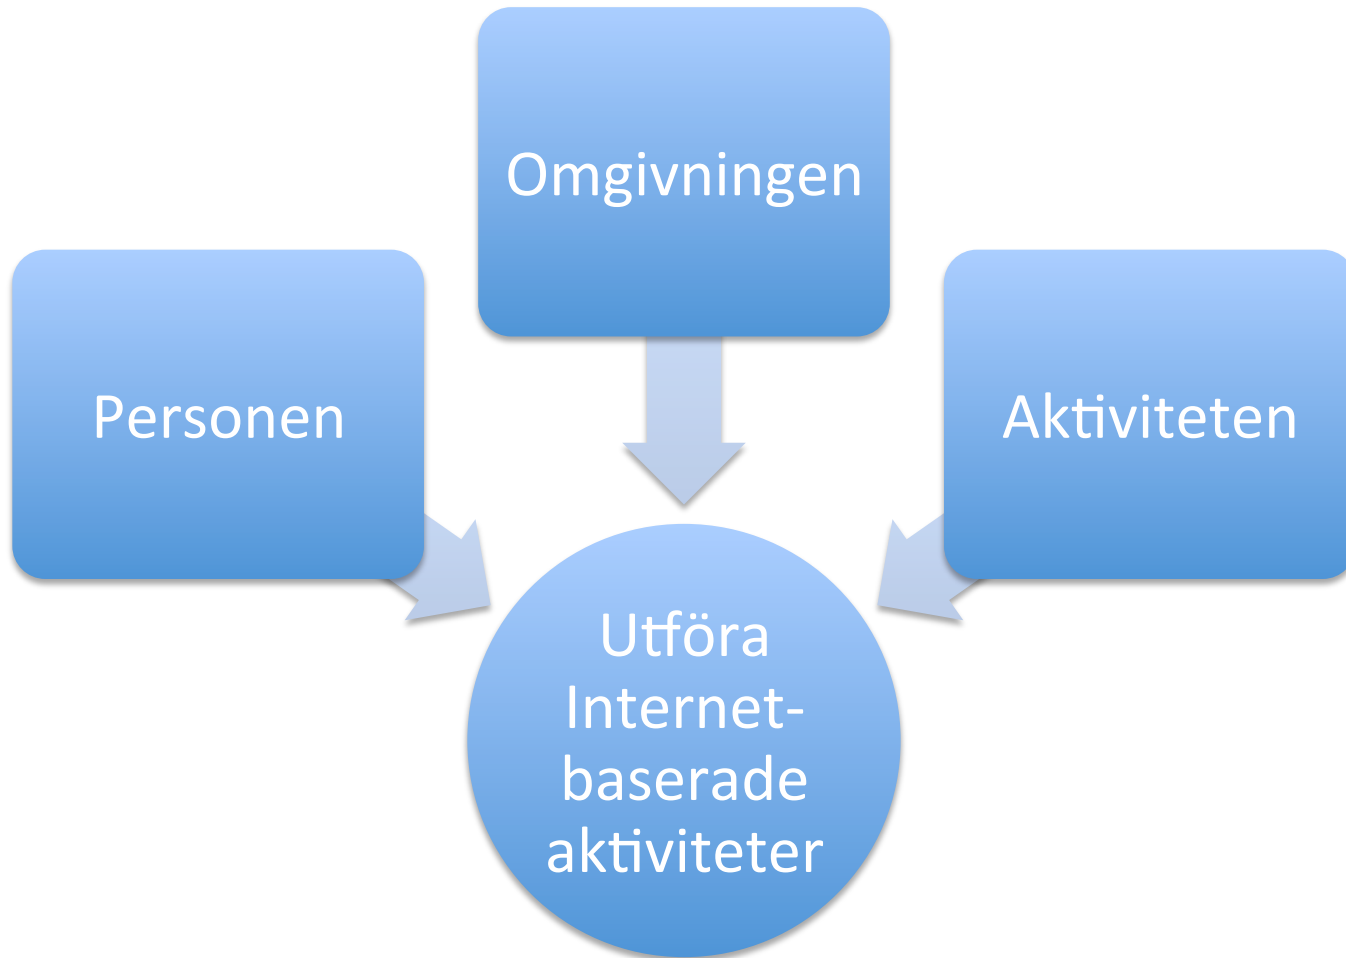 Omgivningen
Personen
Aktiviteten
Utföra
Internet-
baserade
aktiviteter